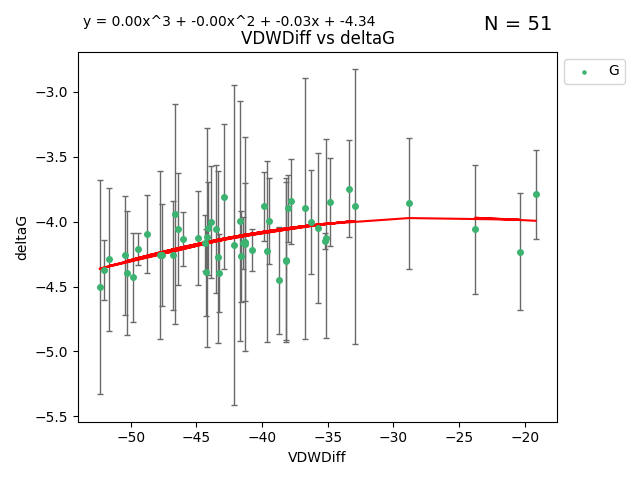 y = 0.00x^3 + -0.00x^2 + -0.03x + -4.34
N = 51
VDWDiff vs deltaG
G
deltaG
−3.0
−3.5
−4.0
−4.5
−5.0
−5.5
−50
−45
−40
−35
−30
−25
−20
VDWDiff